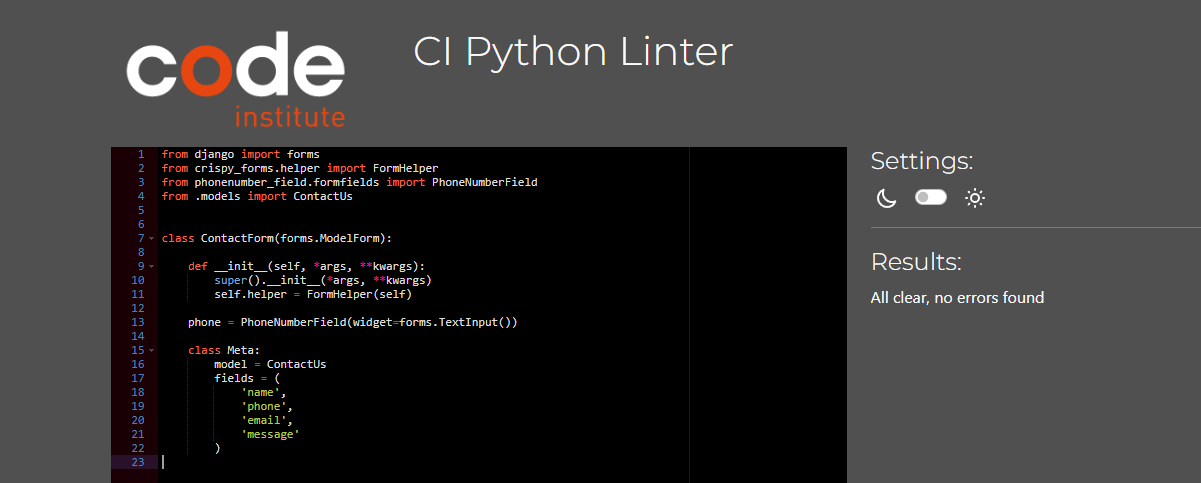 code
institute
CI Python Linter
1 from django import forms
2 from crispy_forms.helper import FormHelper
3 from phonenumber_field.formfields import PhoneNumberField
4 from .models import ContactUs
5
6
7 class ContactForm(forms.ModelForm):
8
9     def __init__(self, *args, **kwargs):
10         super().__init__(*args, **kwargs)
11         self.helper = FormHelper(self)
12
13     phone = PhoneNumberField(widget=forms.TextInput())
14
15     class Meta:
16         model = ContactUs
17         fields = (
18             'name',
19             'phone',
20             'email',
21             'message'
22         )
23
Settings:
Results:
All clear, no errors found